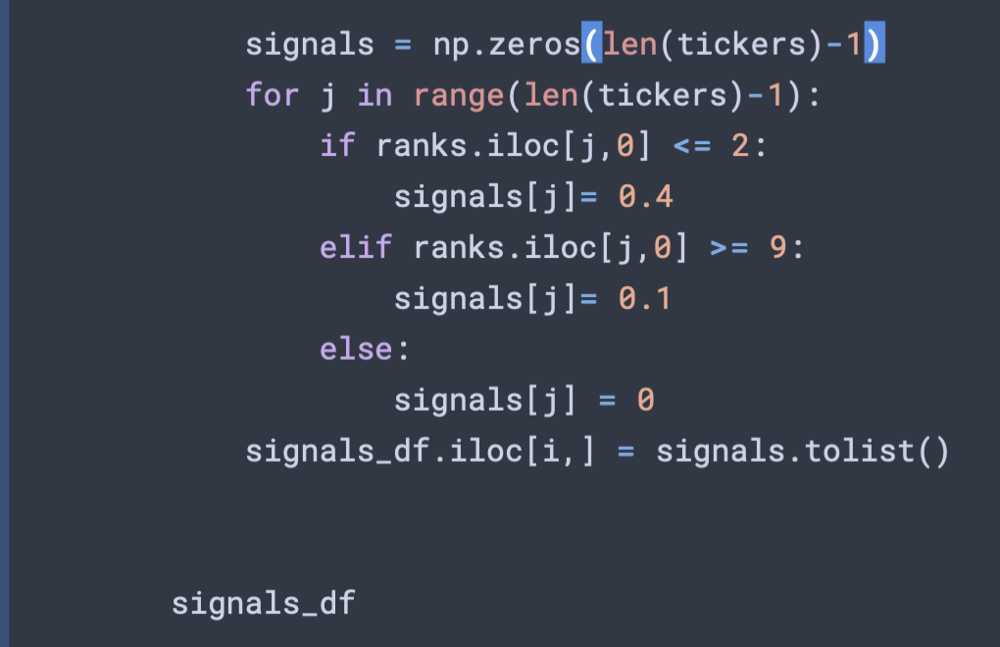 signals = np.zeros(len(tickers)-1)
for j in range(len(tickers)-1):
if ranks.iloc[j,0] <= 2:
signals[j]= 0.4
elif ranks.iloc[j,0] >= 9:
signals[j]= 0.1
else:
signals[j] = 0
signals_df.iloc[i,] = signals.tolist()
signals_df